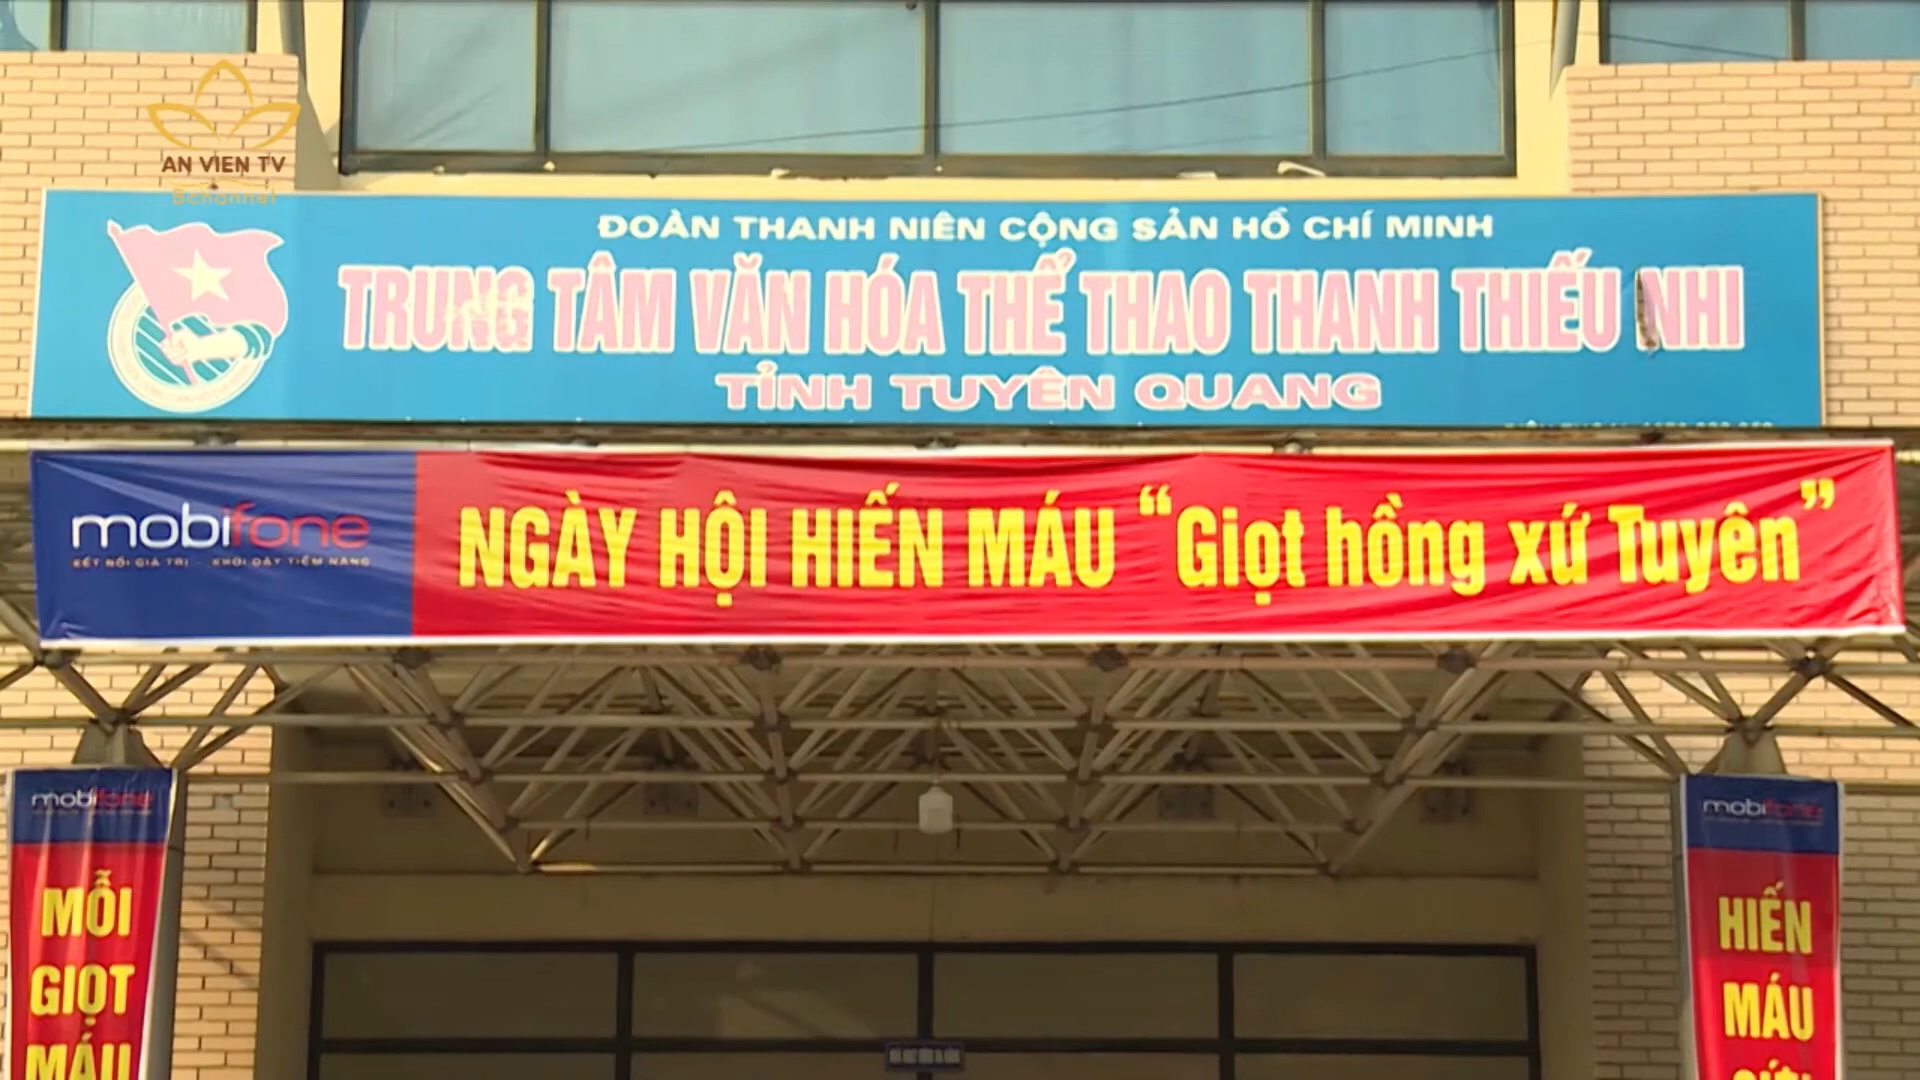 AN VIEN TV
Bchannel
ĐOÀN THANH NIÊN CỘNG SẢN HỒ CHÍ MINH
TRUNG TÂM VĂN HÓA THỂ THAO THANH THIẾU NHI
TỈNH TUYÊN QUANG
mobifone
KẾT NỐI GIÁ TRỊ - KHƠI DẬY TIỀM NĂNG
NGÀY HỘI HIẾN MÁU “Giọt hồng xứ Tuyên”
mobifone
MỖI
GIỌT
MÁU
mobifone
HIẾN
MÁU
CỨU